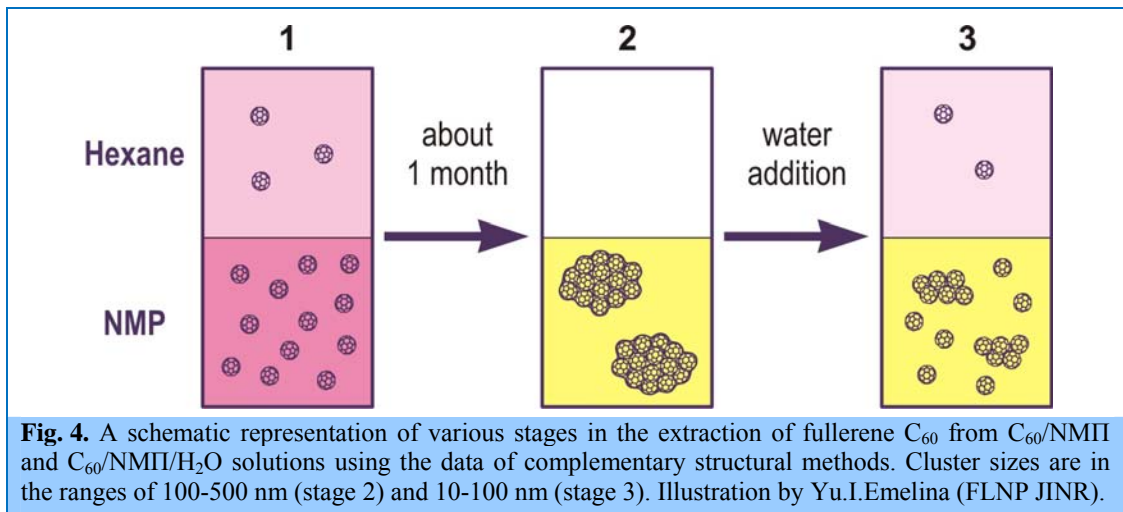 1 2 3
Hexane
about
1 month
water
addition
NMP
Fig. 4. A schematic representation of various stages in the extraction of fullerene C₆₀ from C₆₀/NMΠ
and C₆₀/NMΠ/H₂O solutions using the data of complementary structural methods. Cluster sizes are in
the ranges of 100-500 nm (stage 2) and 10-100 nm (stage 3). Illustration by Yu.I.Emelina (FLNP JINR).